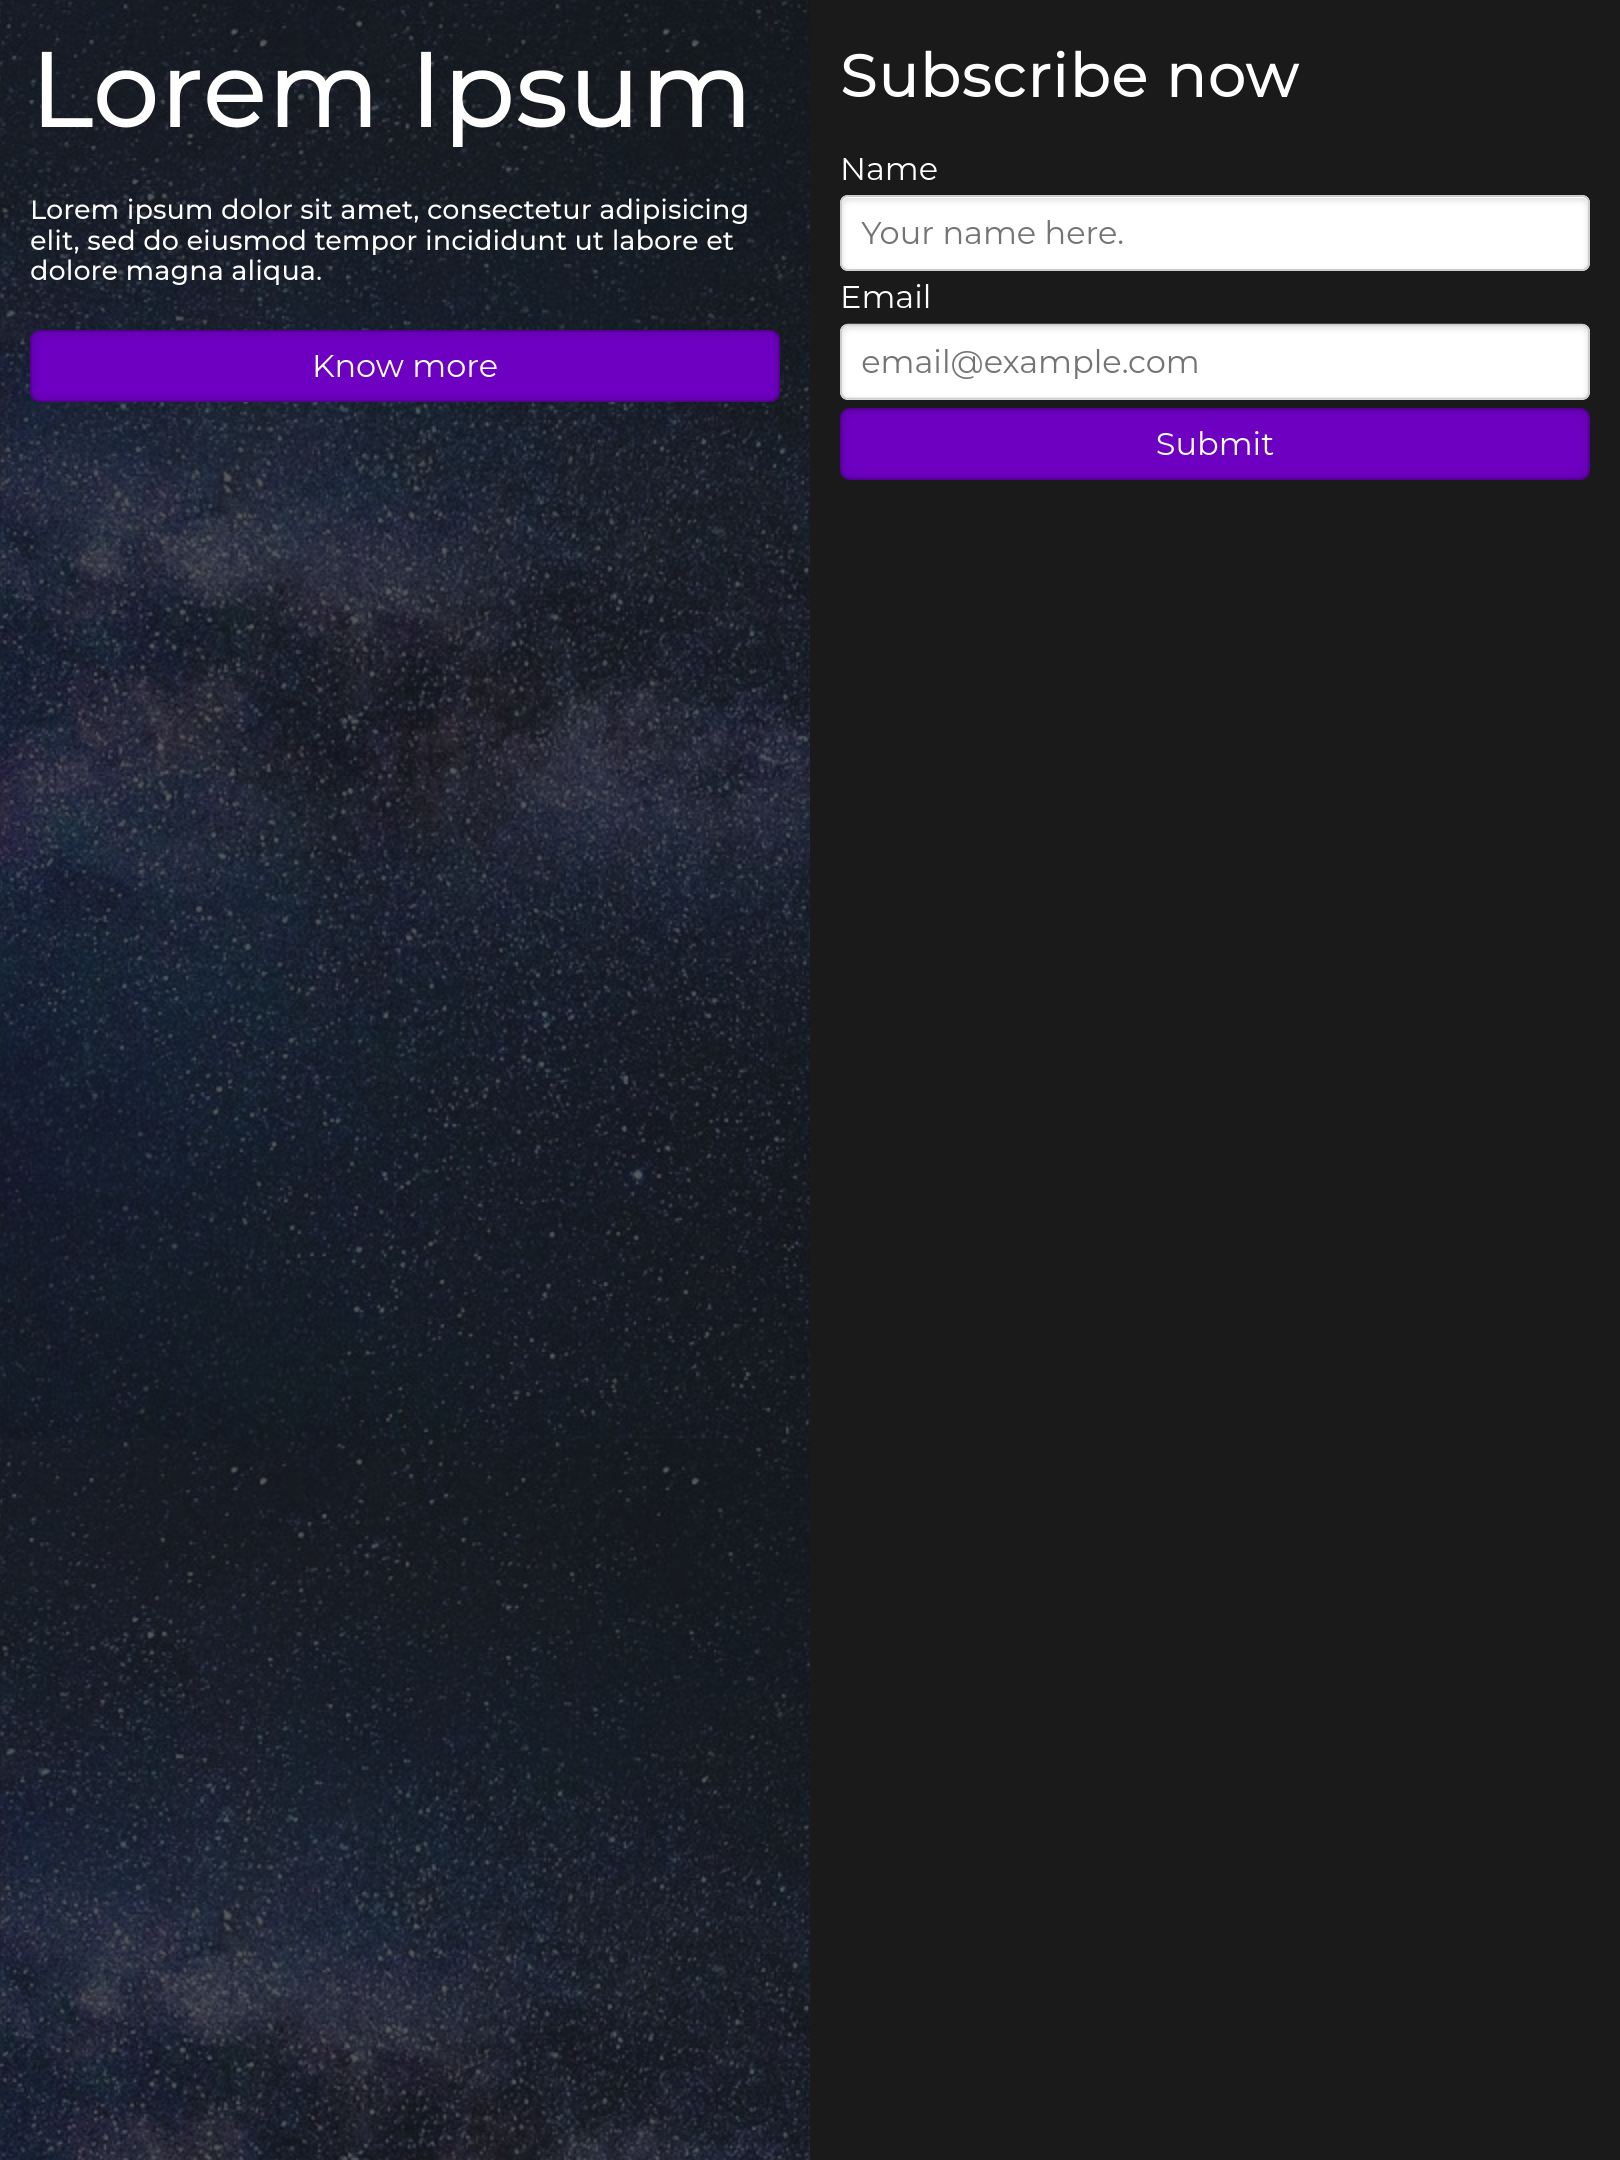 Lorem Ipsum
Lorem ipsum dolor sit amet, consectetur adipisicing
elit, sed do eiusmod tempor incididunt ut labore et
dolore magna aliqua.
Know more
Subscribe now
Name
Your name here.
Email
email@example.com
Submit